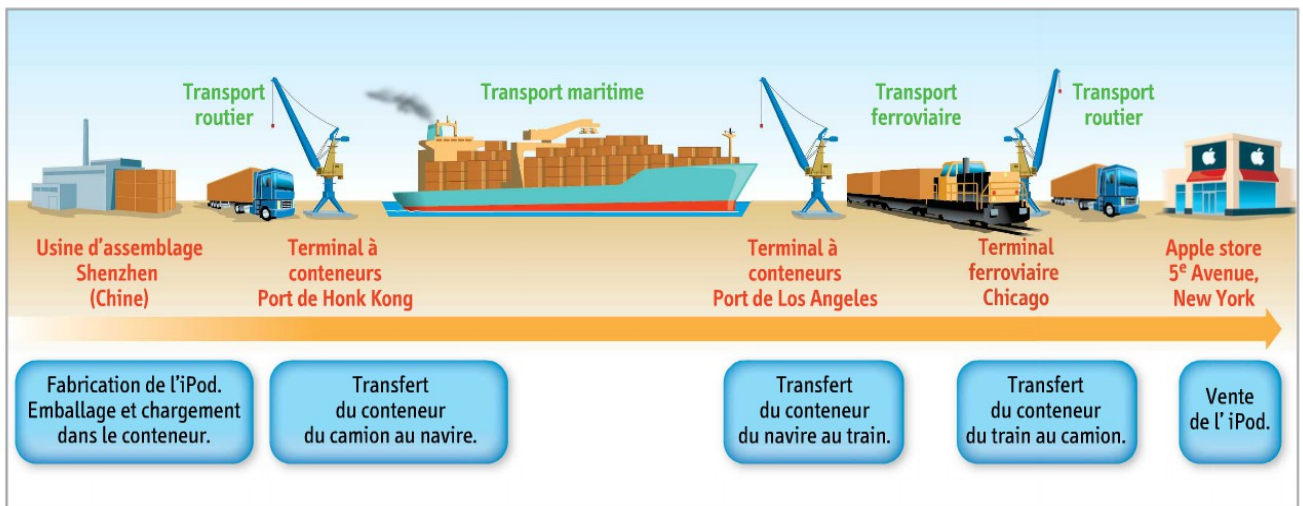 Transport
routier
Transport maritime
Transport
ferroviaire
Transport
routier
Usine d'assemblage
Shenzhen
(Chine)
Terminal à
conteneurs
Port de Honk Kong
Terminal à
conteneurs
Port de Los Angeles
Terminal
ferroviaire
Chicago
Apple store
5e Avenue,
New York
Fabrication de l'iPod.
Emballage et chargement
dans le conteneur.
Transfert
du conteneur
du camion au navire.
Transfert
du conteneur
du navire au train.
Transfert
du conteneur
du train au camion.
Vente
de l' iPod.